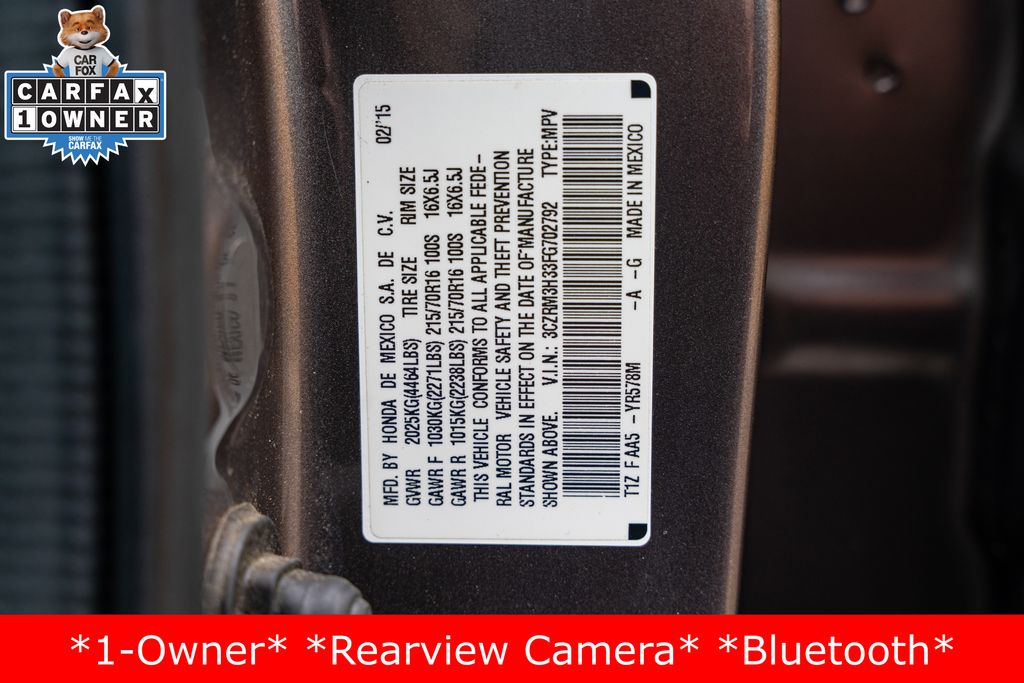 CAR
FOX
CARFAX
1 OWNER
SHOW ME THE
CARFAX
MFD. BY HONDA DE MEXICO S.A. DE C.V. 02/'15
GVWR 2025KG(4464LBS) TIRE SIZE RIM SIZE
GAWR F 1030KG(2271LBS) 215/70R16 100S 16X6.5J
GAWR R 1015KG(2238LBS) 215/70R16 100S 16X6.5J
THIS VEHICLE CONFORMS TO ALL APPLICABLE FEDE-
RAL MOTOR VEHICLE SAFETY AND THEFT PREVENTION
STANDARDS IN EFFECT ON THE DATE OF MANUFACTURE
SHOWN ABOVE. V.I.N.: 3CZRM3H33FG702792 TYPE:MPV
T1Z F AA5 -YR578M -A -G MADE IN MEXICO
*1-Owner* *Rearview Camera* *Bluetooth*